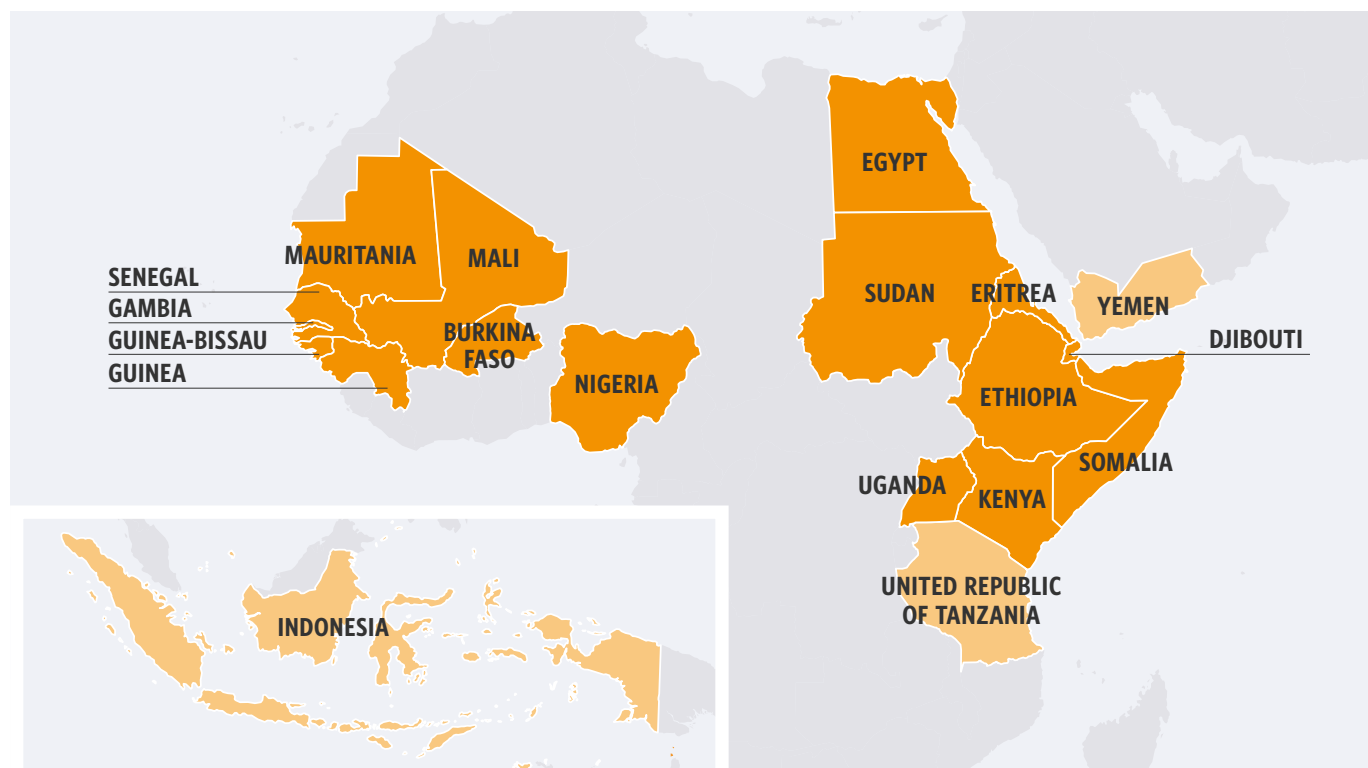 EGYPT
MAURITANIA
MALI
SENEGAL
GAMBIA
GUINEA-BISSAU
GUINEA
BURKINA
FASO
NIGERIA
SUDAN
ERITREA
YEMEN
DJIBOUTI
ETHIOPIA
SOMALIA
UGANDA
KENYA
UNITED REPUBLIC
OF TANZANIA
INDONESIA